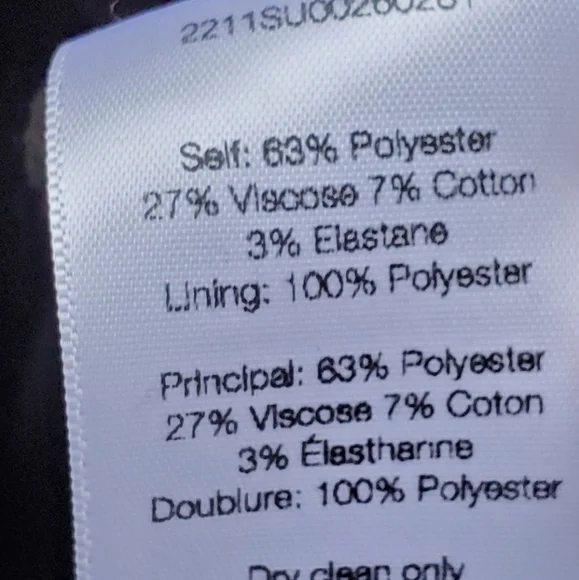 Self: 63% Polyester
27% Viscose 7% Cotton
3% Elastane
Lining: 100% Polyester
Principal: 63% Polyester
27% Viscose 7% Coton
3% Élasthanne
Doublure: 100% Polyester
Dry clean only